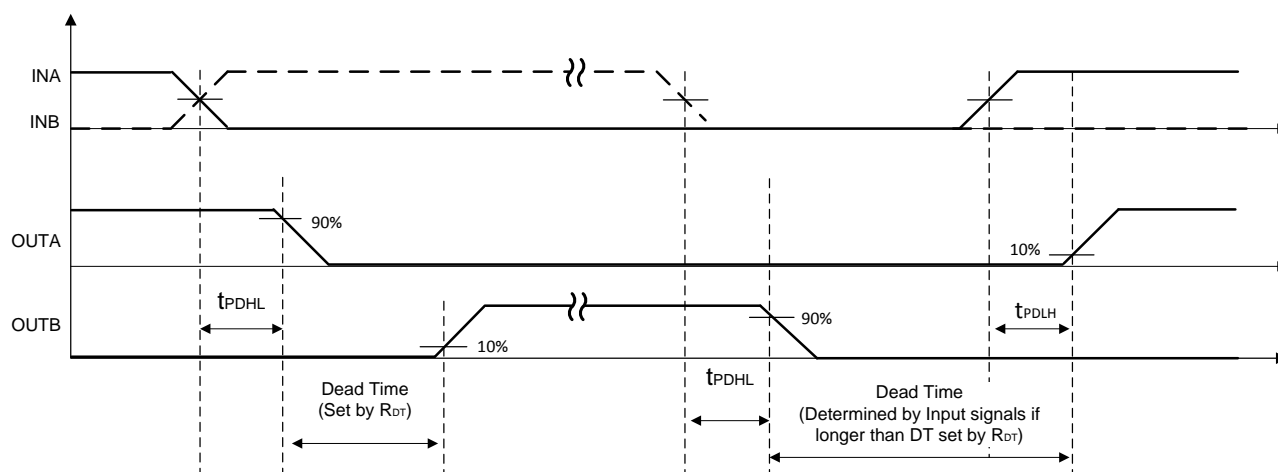 INA
INB
OUTA
90%
10%
tPDHL
tPDLH
OUTB
90%
10%
Dead Time
(Set by RDT)
tPDHL
Dead Time
(Determined by Input signals if
longer than DT set by RDT)